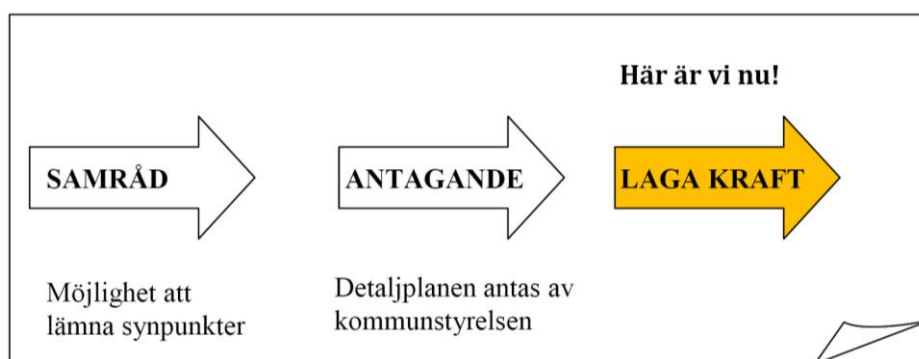 Här är vi nu!
SAMRÅD
ANTAGANDE
LAGA KRAFT
Möjlighet att
lämna synpunkter
Detaljplanen antas av
kommunstyrelsen